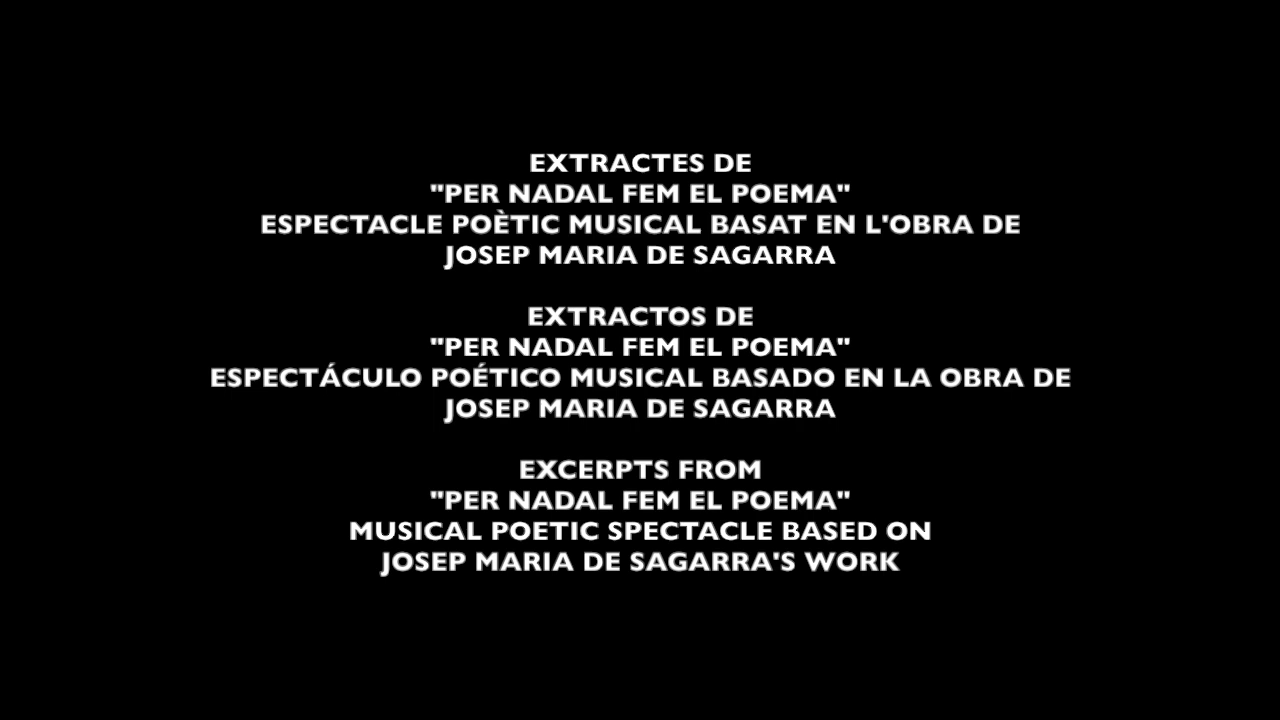 EXTRACTES DE
"PER NADAL FEM EL POEMA"
ESPECTACLE POÈTIC MUSICAL BASAT EN L'OBRA DE
JOSEP MARIA DE SAGARRA
EXTRACTOS DE
"PER NADAL FEM EL POEMA"
ESPECTÁCULO POÉTICO MUSICAL BASADO EN LA OBRA DE
JOSEP MARIA DE SAGARRA
EXCERPTS FROM
"PER NADAL FEM EL POEMA"
MUSICAL POETIC SPECTACLE BASED ON
JOSEP MARIA DE SAGARRA'S WORK